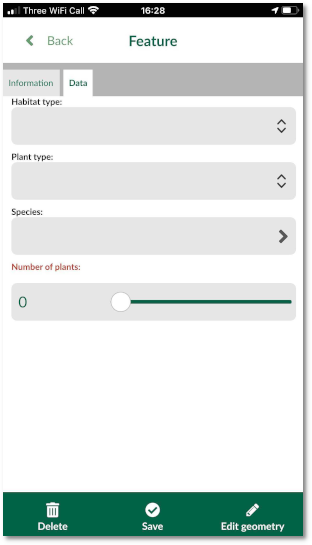 Three WiFi Call 16:28
Back Feature
Information Data
Habitat type:
Plant type:
Species:
Number of plants:
0
Delete Save Edit geometry